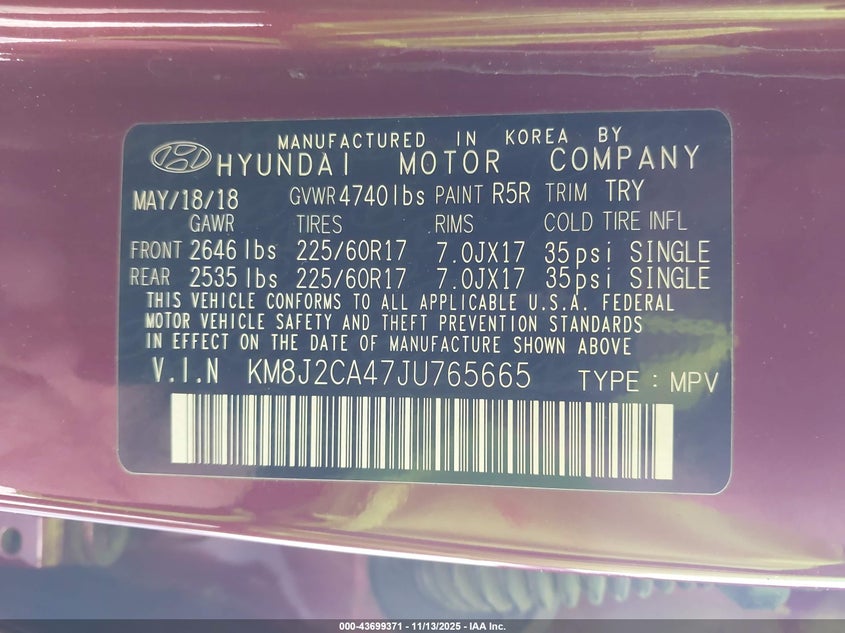 MANUFACTURED IN KOREA BY
HYUNDAI MOTOR COMPANY
MAY/18/18 GVWR 4740lbs PAINT R5R TRIM TRY
GAWR TIRES RIMS COLD TIRE INFL
FRONT 2646 lbs 225/60R17 7.0JX17 35psi SINGLE
REAR 2535 lbs 225/60R17 7.0JX17 35psi SINGLE
THIS VEHICLE CONFORMS TO ALL APPLICABLE U.S.A. FEDERAL
MOTOR VEHICLE SAFETY AND THEFT PREVENTION STANDARDS
IN EFFECT ON THE DATE OF MANUFACTURE SHOWN ABOVE
V.I.N KM8J2CA47JU765665 TYPE : MPV
000-43699371 - 11/13/2025 - IAA Inc.